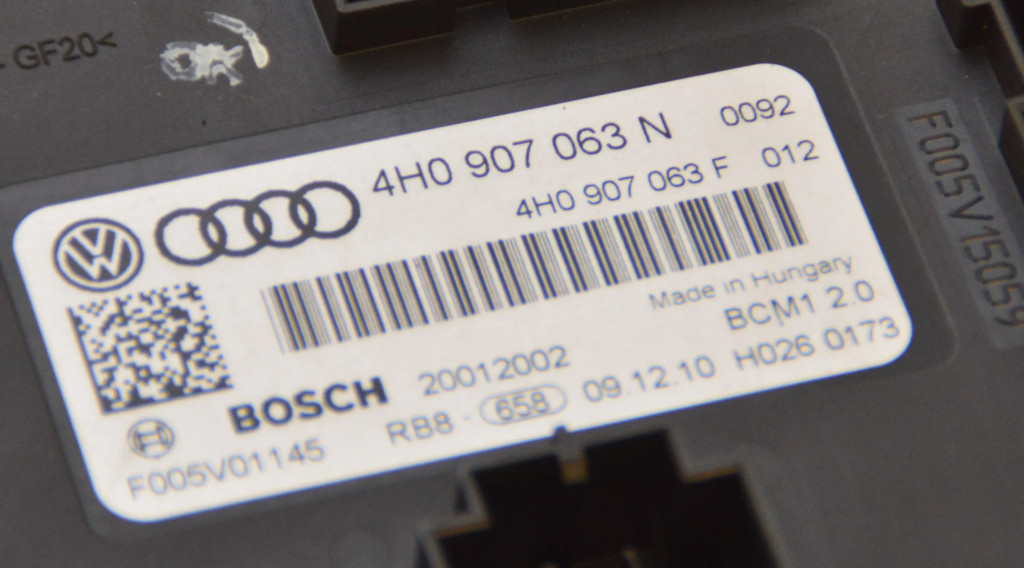 GF20<
4H0 907 063 N 0092
4H0 907 063 F 012
Made in Hungary
BCM1 2.0
BOSCH 20012002
RB8 - 658 09.12.10 H026 0173
F005V01145
F005V15059